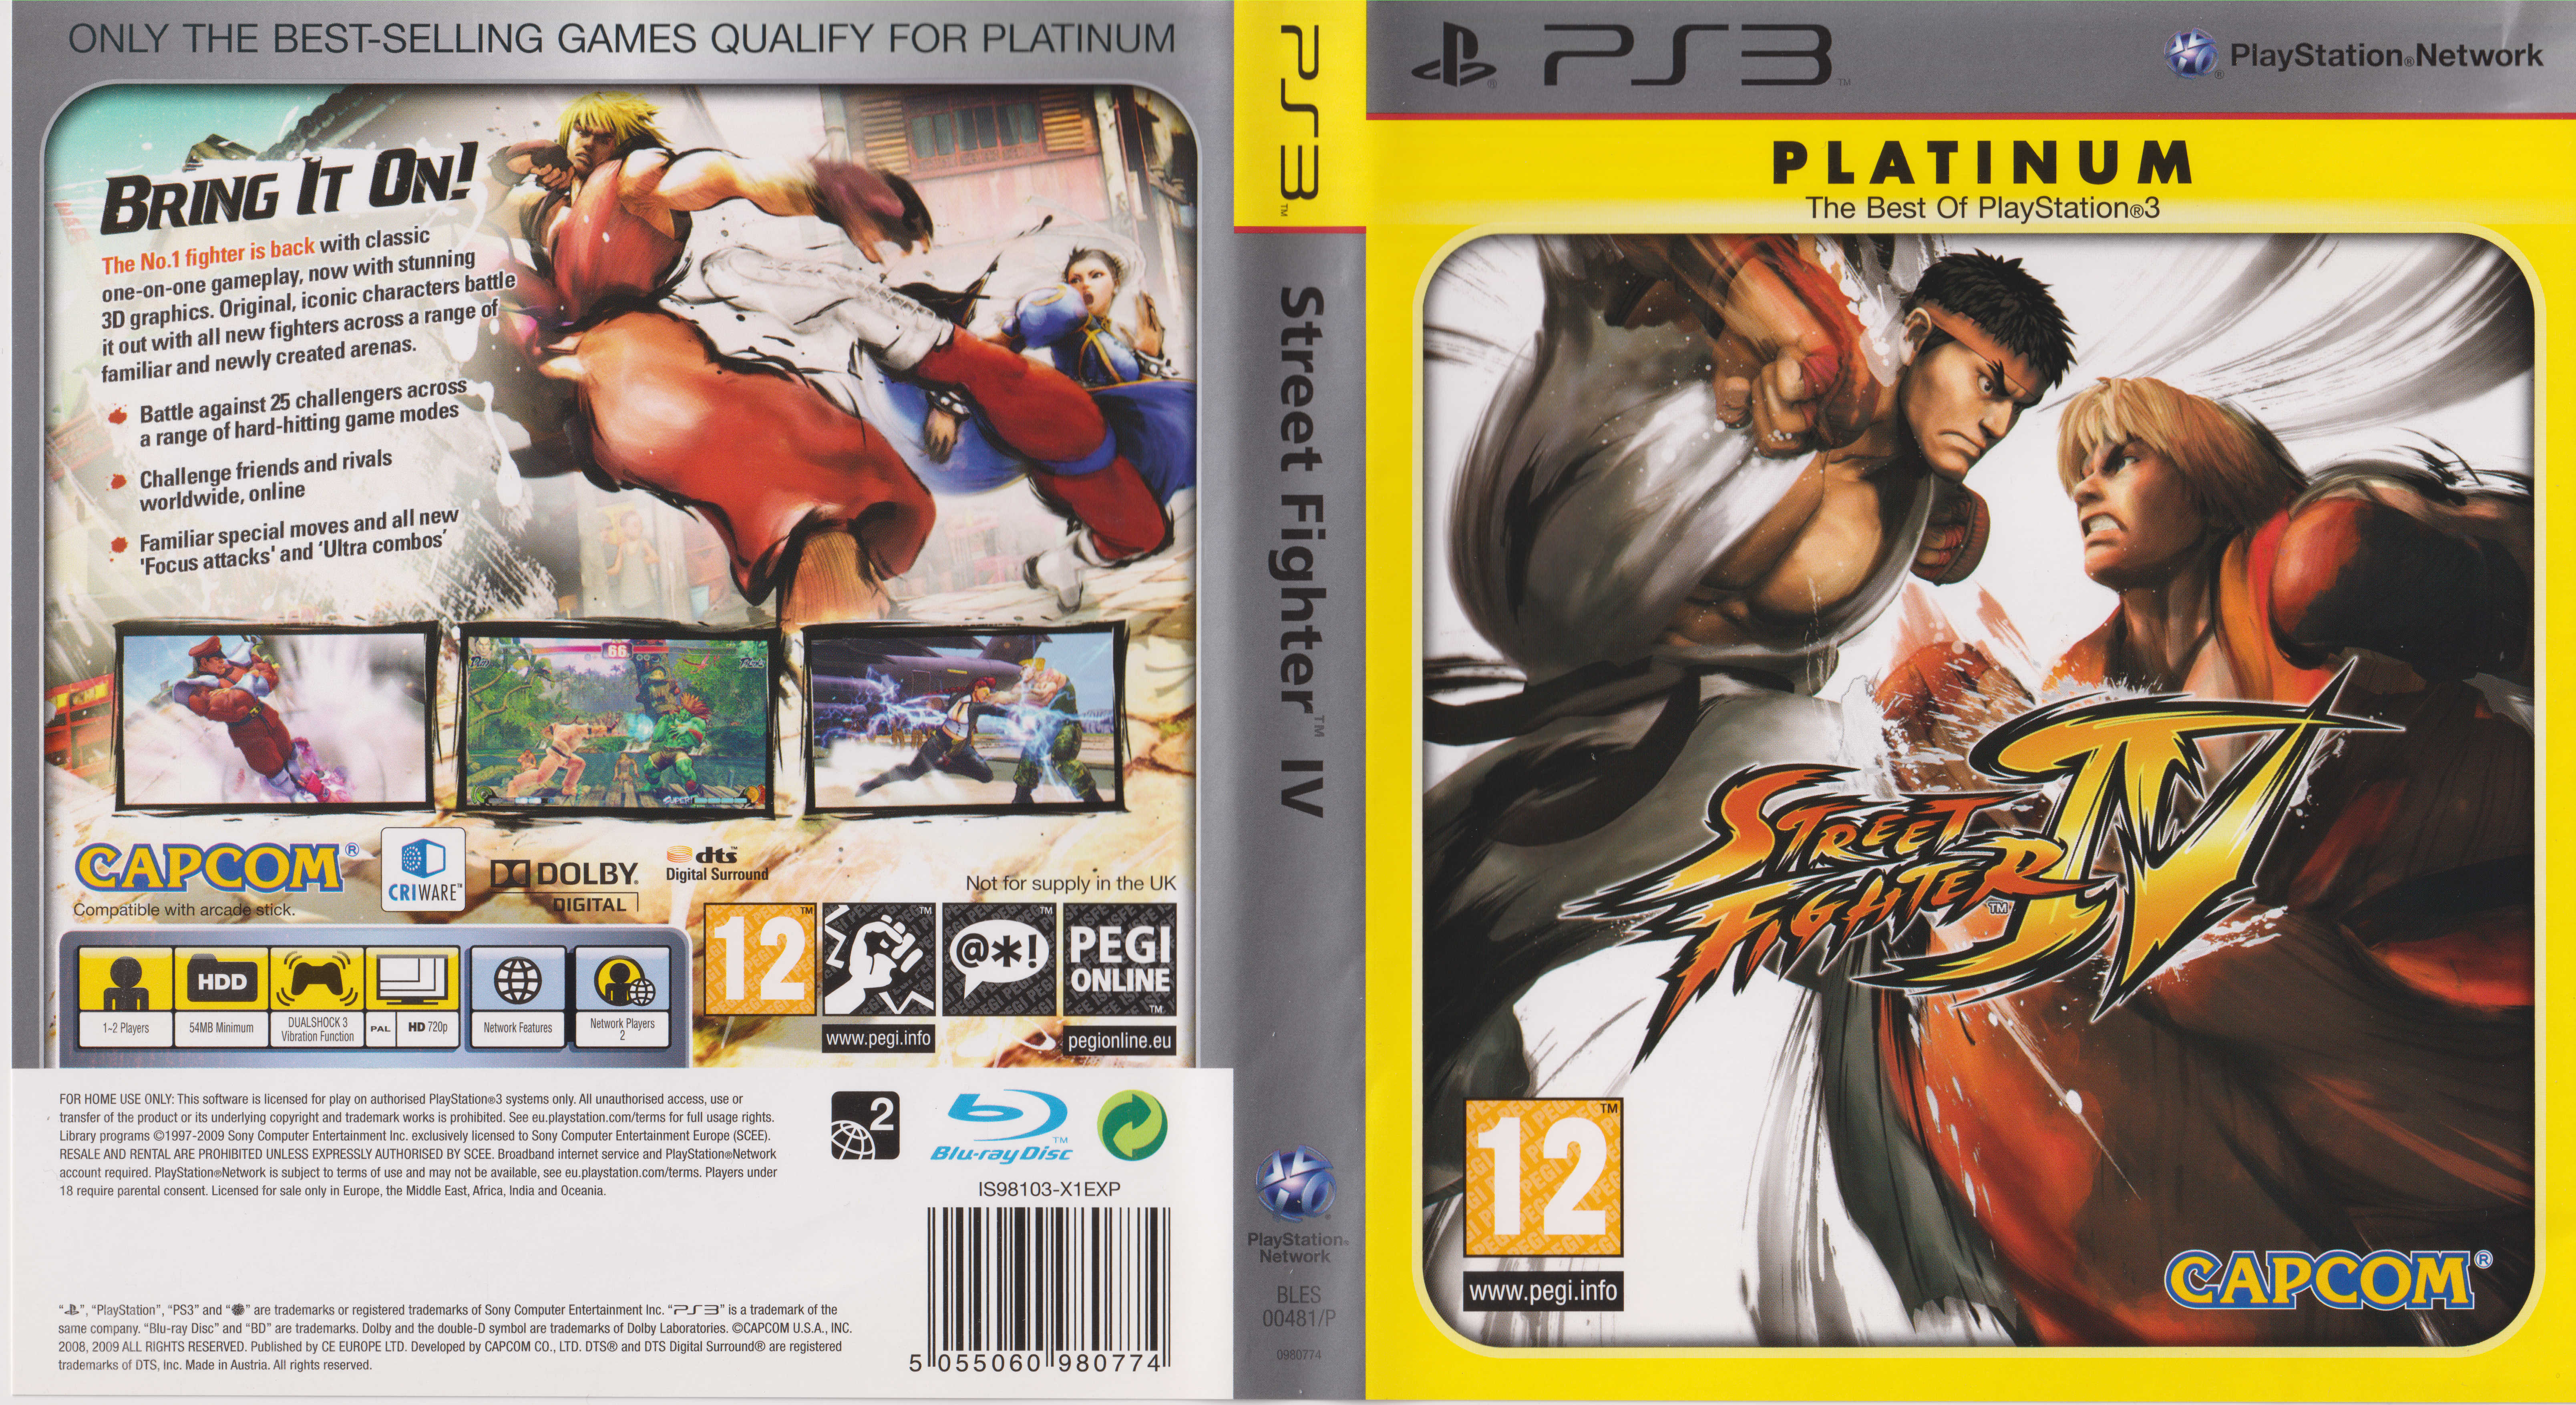 ONLY THE BEST-SELLING GAMES QUALIFY FOR PLATINUM
BRING IT ON!
The No.1 fighter is back with classic
one-on-one gameplay, now with stunning
3D graphics. Original, iconic characters battle
it out with all new fighters across a range of
familiar and newly created arenas.
Battle against 25 challengers across
a range of hard-hitting game modes
Challenge friends and rivals
worldwide, online
Familiar special moves and all new
'Focus attacks' and ‘Ultra combos’
66
SUPER!
CAPCOM®
Compatible with arcade stick.
CRIWARE™
DOLBY.
DIGITAL
dts™
Digital Surround
Not for supply in the UK
12™
@*!™
PEGI
ONLINE
™
www.pegi.info
pegionline.eu
HDD
1-2 Players
54MB Minimum
DUALSHOCK 3
Vibration Function
PAL
HD 720p
Network Features
Network Players
2
FOR HOME USE ONLY: This software is licensed for play on authorised PlayStation®3 systems only. All unauthorised access, use or
transfer of the product or its underlying copyright and trademark works is prohibited. See eu.playstation.com/terms for full usage rights.
Library programs ©1997-2009 Sony Computer Entertainment Inc. exclusively licensed to Sony Computer Entertainment Europe (SCEE).
RESALE AND RENTAL ARE PROHIBITED UNLESS EXPRESSLY AUTHORISED BY SCEE. Broadband internet service and PlayStation®Network
account required. PlayStation®Network is subject to terms of use and may not be available, see eu.playstation.com/terms. Players under
18 require parental consent. Licensed for sale only in Europe, the Middle East, Africa, India and Oceania.
2
Blu-ray Disc™
IS98103-X1EXP
5 055060 980774
“ ”, “PlayStation”, “PS3” and “ ” are trademarks or registered trademarks of Sony Computer Entertainment Inc. “PS3” is a trademark of the
same company. “Blu-ray Disc” and “BD” are trademarks. Dolby and the double-D symbol are trademarks of Dolby Laboratories. ©CAPCOM U.S.A., INC.
2008, 2009 ALL RIGHTS RESERVED. Published by CE EUROPE LTD. Developed by CAPCOM CO., LTD. DTS® and DTS Digital Surround® are registered
trademarks of DTS, Inc. Made in Austria. All rights reserved.
PS3™
Street Fighter™ IV
PlayStation®
Network
BLES
00481/P
0980774
PS3™
PlayStation®Network
PLATINUM
The Best Of PlayStation®3
STREET
FIGHTER IV™
12™
www.pegi.info
CAPCOM®